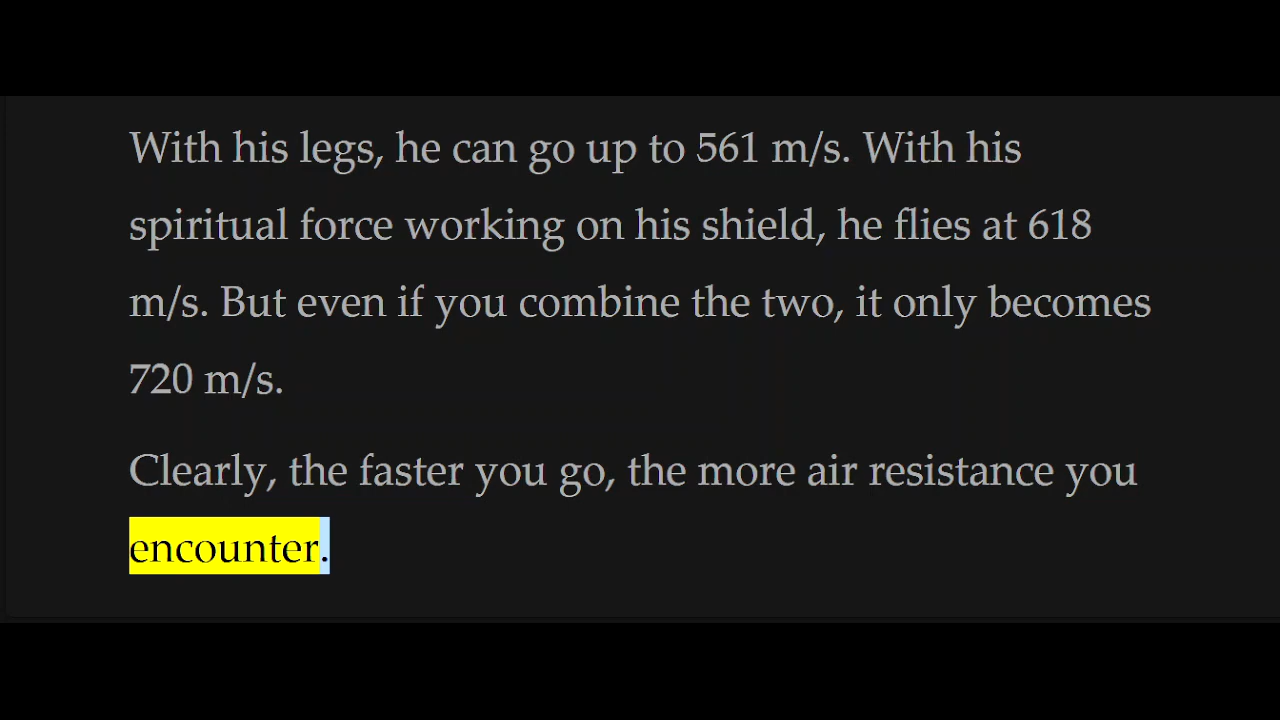 With his legs, he can go up to 561 m/s. With his
spiritual force working on his shield, he flies at 618
m/s. But even if you combine the two, it only becomes
720 m/s.
Clearly, the faster you go, the more air resistance you
encounter.